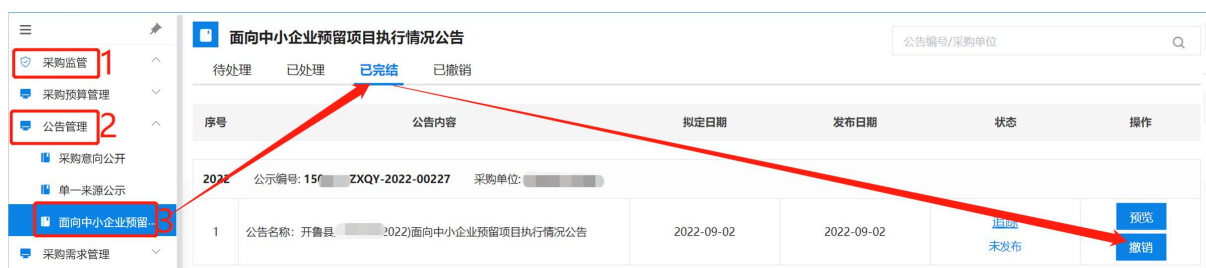 采购监管 1
采购预算管理
公告管理 2
采购意向公开
单一来源公示
面向中小企业预留... 3
采购需求管理
面向中小企业预留项目执行情况公告
公告编号/采购单位
待处理 已处理 已完结 已撤销
序号 公告内容 拟定日期 发布日期 状态 操作
2022 公示编号: 150 ZXQY-2022-00227 采购单位:
1 公告名称：开鲁县 2022)面向中小企业预留项目执行情况公告 2022-09-02 2022-09-02 追踪 预览
未发布 撤销